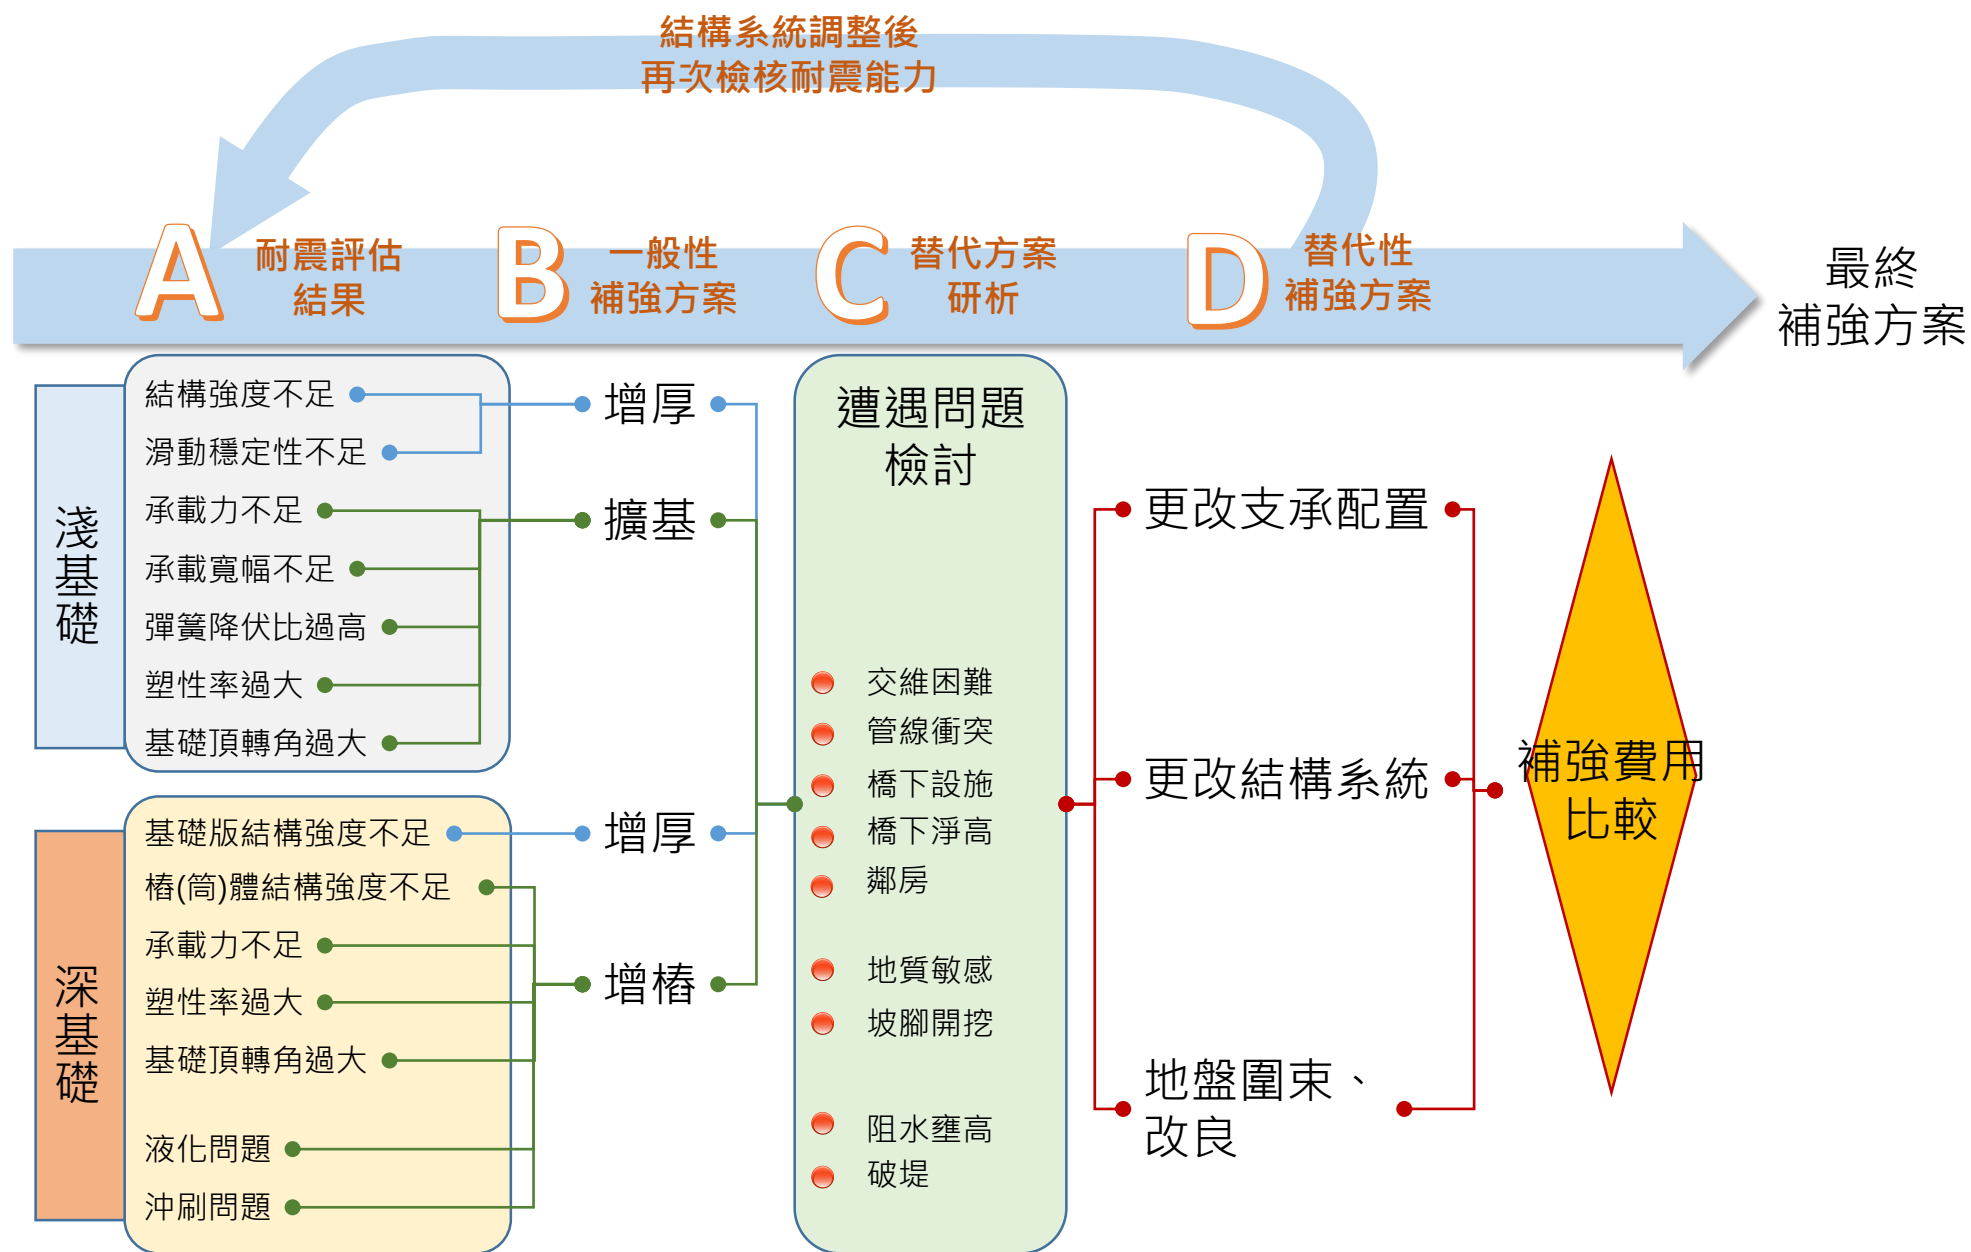 結構系統調整後
再次檢核耐震能力
A
耐震評估
結果
B
一般性
補強方案
C
替代方案
研析
D
替代性
補強方案
最終
補強方案
淺基礎
結構強度不足
滑動穩定性不足
承載力不足
承載寬幅不足
彈簧降伏比過高
塑性率過大
基礎頂轉角過大
增厚
擴基
深基礎
基礎版結構強度不足
樁(筒)體結構強度不足
承載力不足
塑性率過大
基礎頂轉角過大
液化問題
沖刷問題
增厚
增樁
遭遇問題
檢討
交維困難
管線衝突
橋下設施
橋下淨高
鄰房
地質敏感
坡腳開挖
阻水壅高
破堤
更改支承配置
更改結構系統
地盤圍束、
改良
補強費用
比較